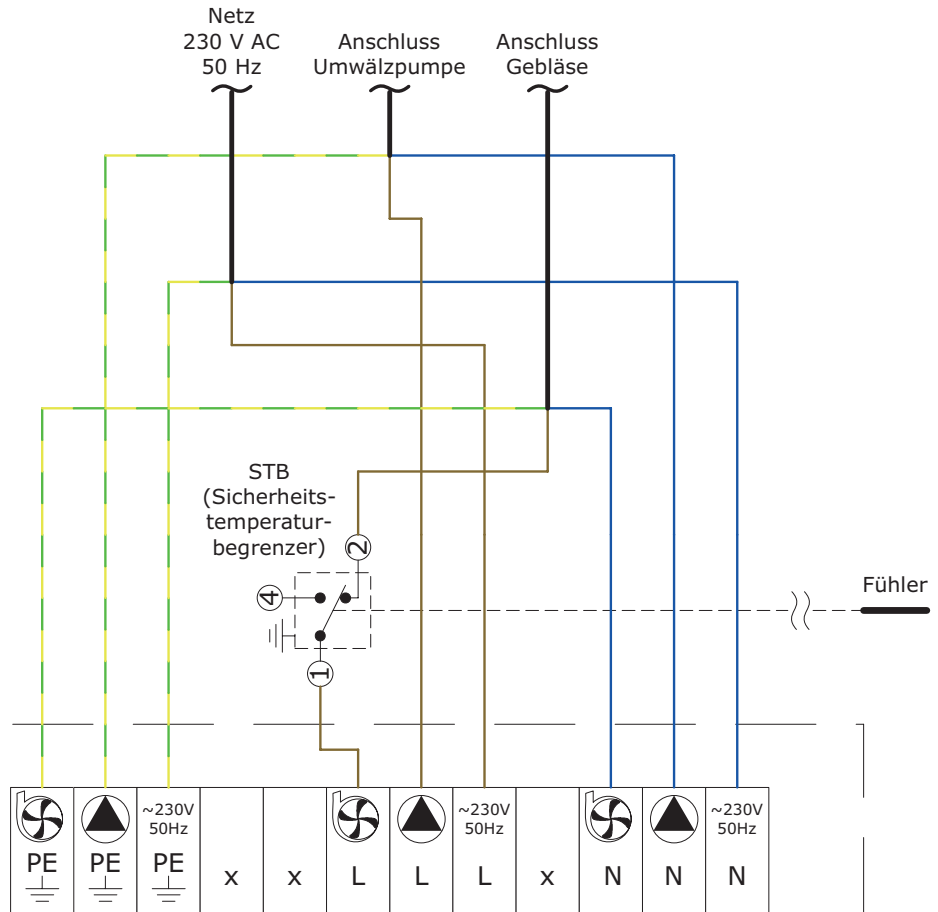 Netz
230 V AC
50 Hz
Anschluss
Umwälzpumpe
Anschluss
Gebläse
STB
(Sicherheits-
temperatur-
begrenzer)
2
4
1
Fühler
~230V
50Hz
~230V
50Hz
~230V
50Hz
PE PE PE x x L L L x N N N